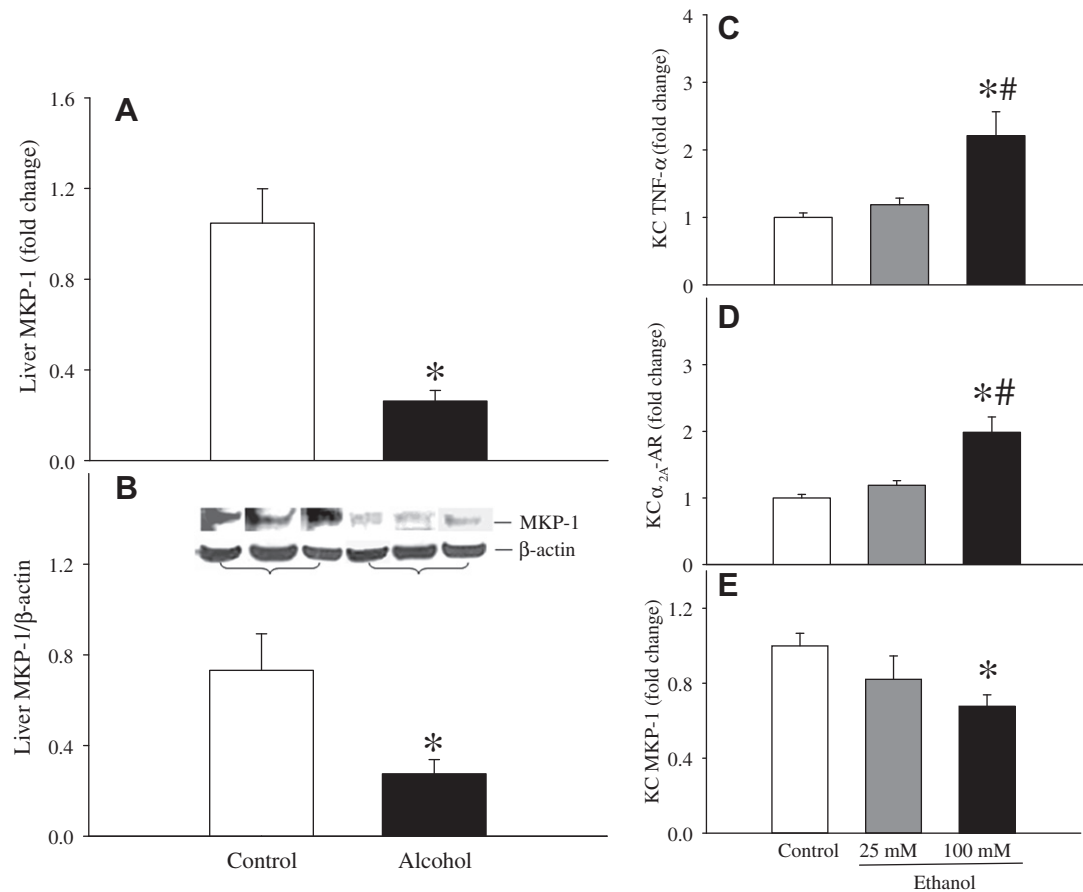 A
Liver MKP-1 (fold change)
1.6
1.2
0.8
0.4
0.0
*
B
Liver MKP-1/β-actin
1.2
0.8
0.4
0.0
MKP-1
β-actin
*
Control Alcohol
C
KC TNF-α (fold change)
4
3
2
1
0
*#
D
KCα2A-AR (fold change)
3
2
1
0
*#
E
KC MKP-1 (fold change)
1.2
0.8
0.4
0.0
*
Control 25 mM 100 mM
Ethanol